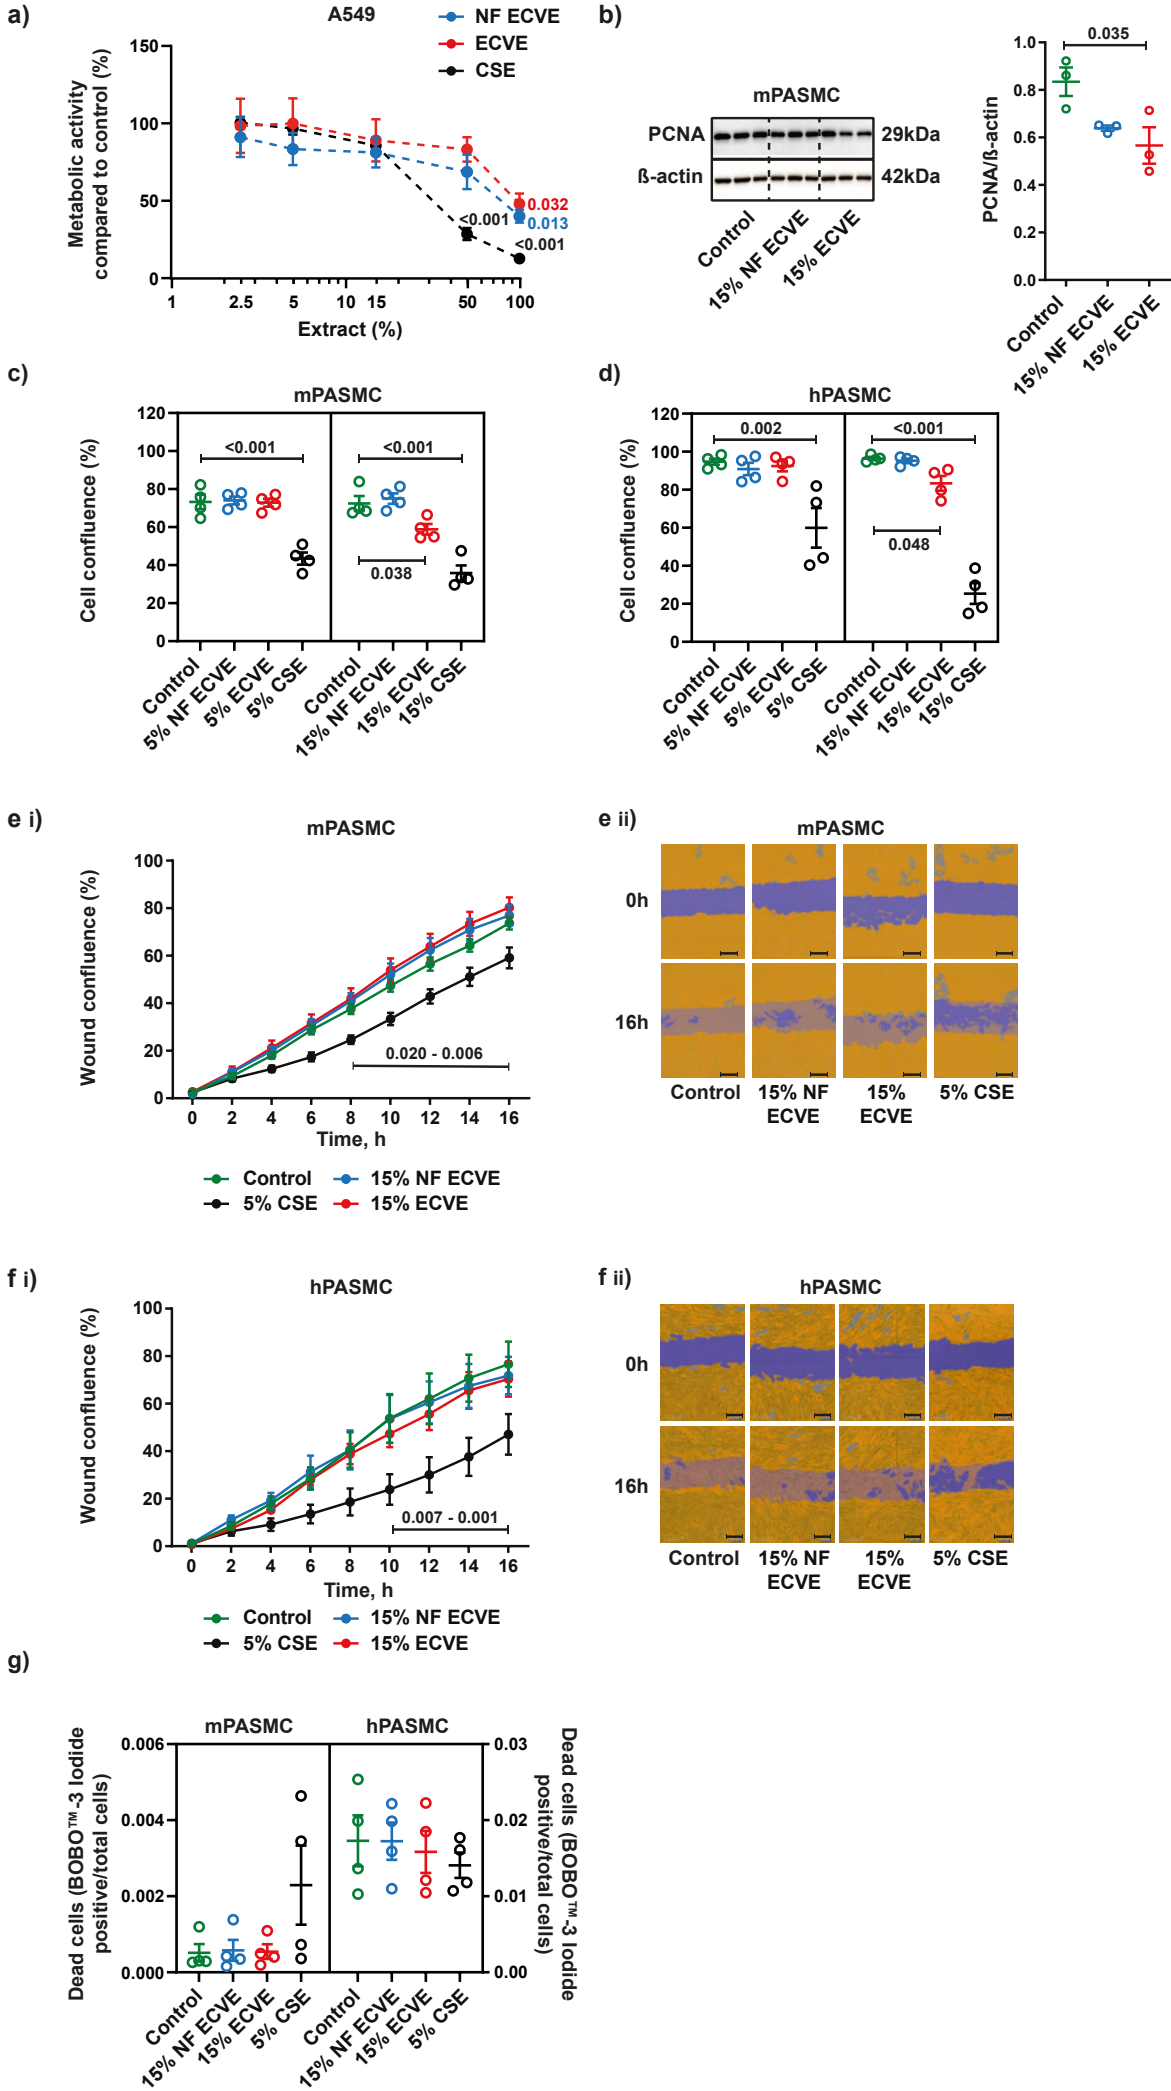 a)
A549
NF ECVE
ECVE
CSE
Metabolic activity
compared to control (%)
150
100
50
0
<0.001
0.032
0.013
<0.001
1
2.5
5
10
15
50
100
Extract (%)
b)
mPASMC
PCNA
29kDa
ß-actin
42kDa
Control
15% NF ECVE
15% ECVE
PCNA/ß-actin
1.0
0.8
0.6
0.4
0.2
0.0
0.035
Control
15% NF ECVE
15% ECVE
c)
mPASMC
Cell confluence (%)
120
100
80
60
40
20
0
<0.001
<0.001
0.038
Control
5% NF ECVE
5% ECVE
5% CSE
Control
15% NF ECVE
15% ECVE
15% CSE
d)
hPASMC
Cell confluence (%)
120
100
80
60
40
20
0
0.002
<0.001
0.048
Control
5% NF ECVE
5% ECVE
5% CSE
Control
15% NF ECVE
15% ECVE
15% CSE
e i)
mPASMC
Wound confluence (%)
100
80
60
40
20
0
0.020 - 0.006
0 2 4 6 8 10 12 14 16
Time, h
Control
15% NF ECVE
5% CSE
15% ECVE
e ii)
mPASMC
0h
16h
Control
15% NF
ECVE
15%
ECVE
5% CSE
f i)
hPASMC
Wound confluence (%)
100
80
60
40
20
0
0.007 - 0.001
0 2 4 6 8 10 12 14 16
Time, h
Control
15% NF ECVE
5% CSE
15% ECVE
f ii)
hPASMC
0h
16h
Control
15% NF
ECVE
15%
ECVE
5% CSE
g)
mPASMC
hPASMC
Dead cells (BOBO™-3 Iodide
positive/total cells)
0.006
0.004
0.002
0.000
0.03
0.02
0.01
0.00
Dead cells (BOBO™-3 Iodide
positive/total cells)
Control
15% NF ECVE
15% ECVE
5% CSE
Control
15% NF ECVE
15% ECVE
5% CSE